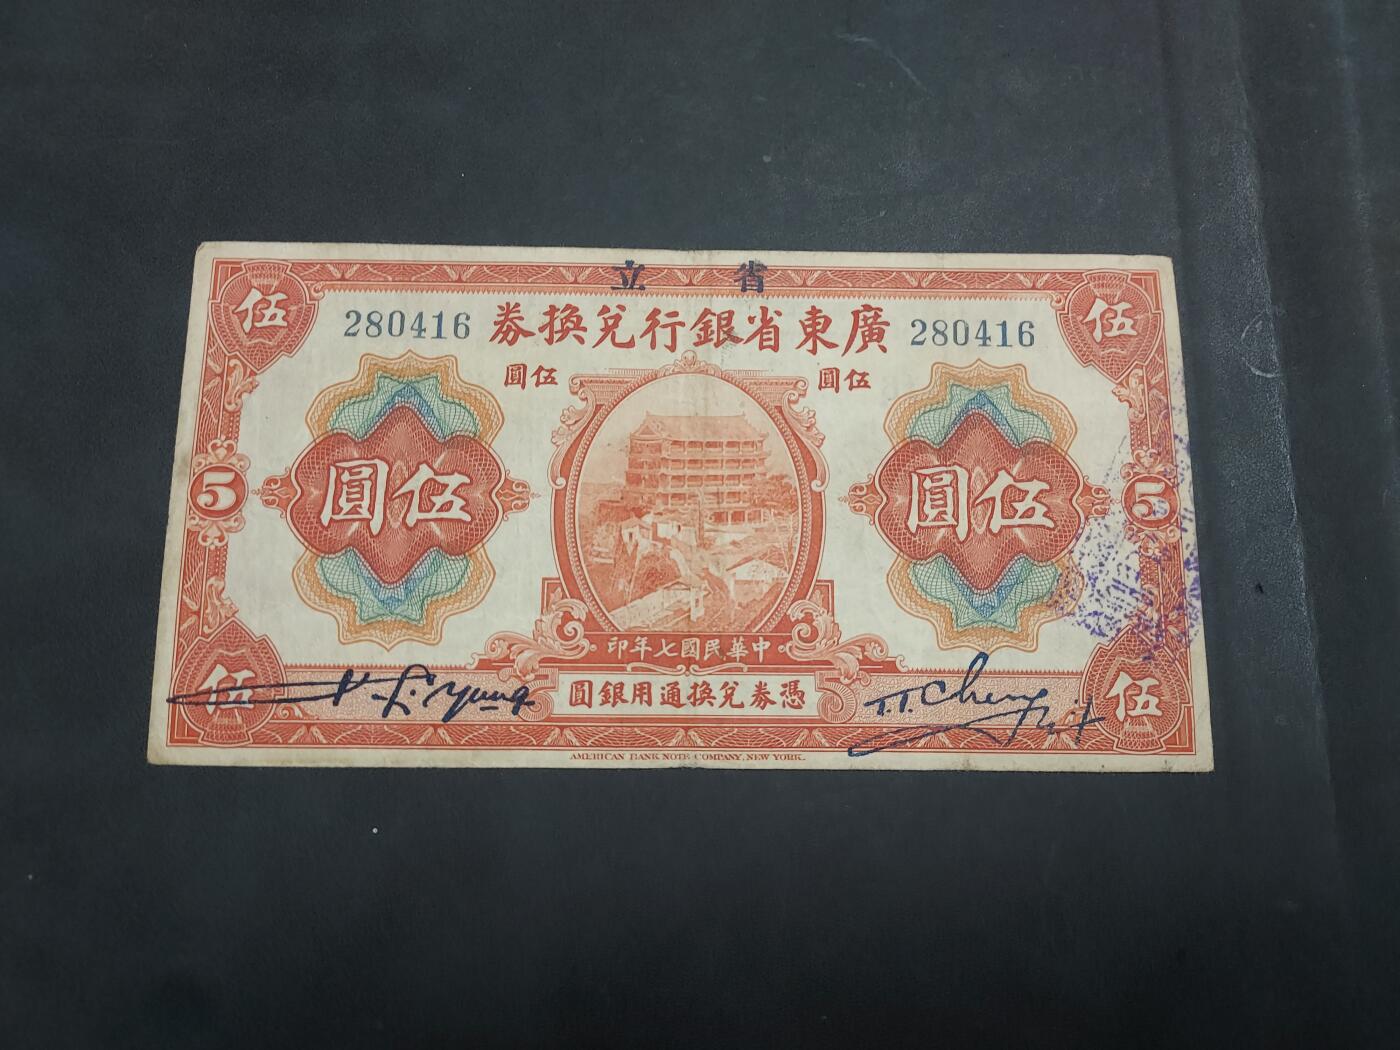 省立
伍 伍
280416 廣東省銀行兌換券 280416
伍圓 伍圓
伍圓 伍圓
5 5
中華民國七年印
伍 伍
憑券兌換通用銀圓
T.T. Cheng
AMERICAN BANK NOTE COMPANY, NEW YORK.